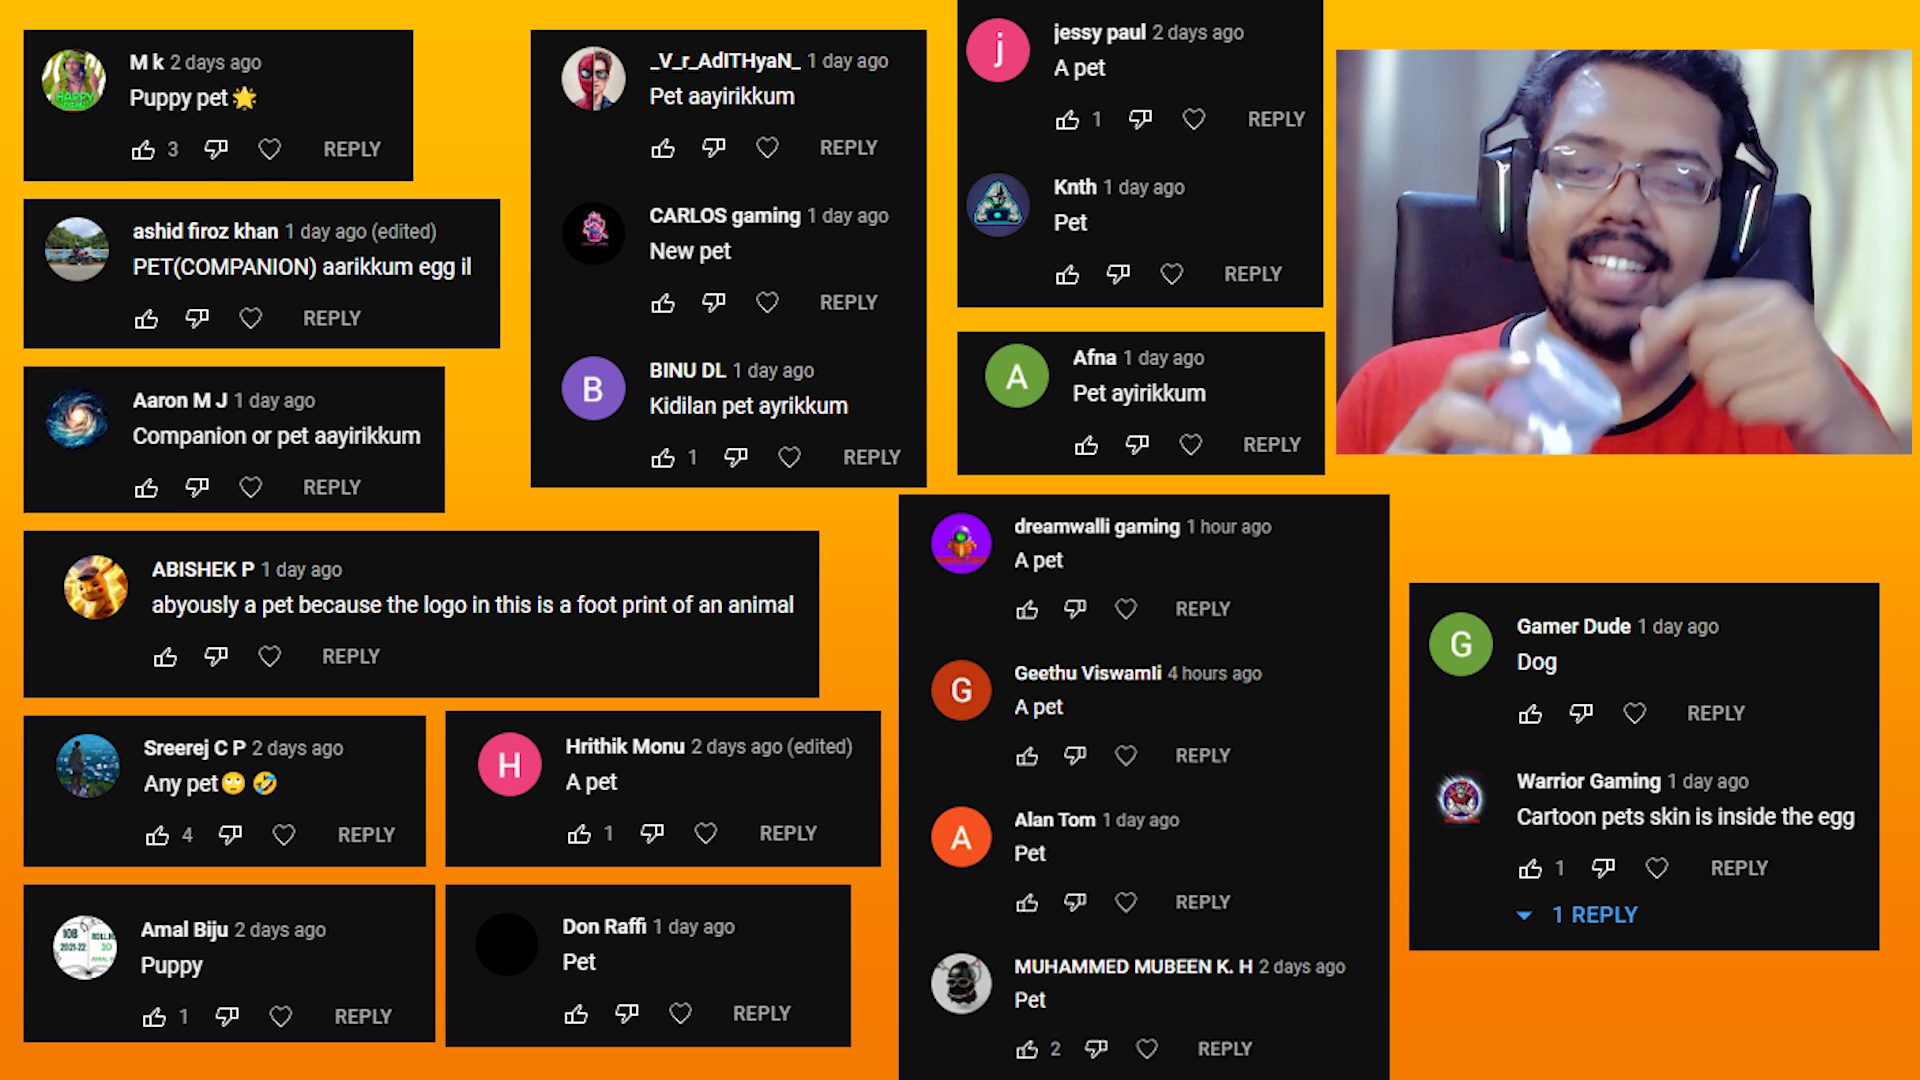 M k 2 days ago
Puppy pet🌟
3 REPLY
ashid firoz khan 1 day ago (edited)
PET(COMPANION) aarikkum egg il
REPLY
Aaron M J 1 day ago
Companion or pet aayirikkum
REPLY
ABISHEK P 1 day ago
abyously a pet because the logo in this is a foot print of an animal
REPLY
Sreerej C P 2 days ago
Any pet🙄 🤣
4 REPLY
Amal Biju 2 days ago
Puppy
1 REPLY
Hrithik Monu 2 days ago (edited)
A pet
1 REPLY
Don Raffi 1 day ago
Pet
REPLY
_V_r_AdITHyaN_ 1 day ago
Pet aayirikkum
REPLY
CARLOS gaming 1 day ago
New pet
REPLY
B
BINU DL 1 day ago
Kidilan pet ayrikkum
1 REPLY
j
jessy paul 2 days ago
A pet
1 REPLY
Knth 1 day ago
Pet
REPLY
A
Afna 1 day ago
Pet ayirikkum
REPLY
dreamwalli gaming 1 hour ago
A pet
REPLY
G
Geethu Viswamli 4 hours ago
A pet
REPLY
A
Alan Tom 1 day ago
Pet
REPLY
MUHAMMED MUBEEN K. H 2 days ago
Pet
2 REPLY
G
Gamer Dude 1 day ago
Dog
REPLY
Warrior Gaming 1 day ago
Cartoon pets skin is inside the egg
1 REPLY
1 REPLY
H
10B
2021-22